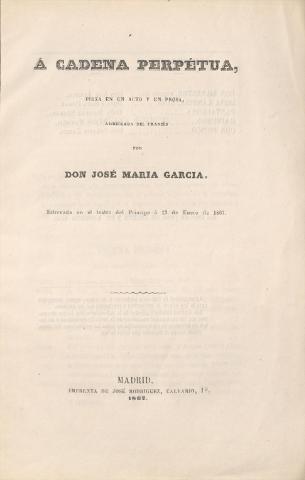 Á CADENA PERPÉTUA,
PIEZA EN UN ACTO Y EN PROSA,
ARREGLADA DEL FRANCÉS
POR
DON JOSÉ MARIA GARCIA.
Estrenada en el teatro del Príncipe á 12 de Enero de 1867.
MADRID.
IMPRENTA DE JOSÉ RODRIGUEZ, CALVARIO, 18.
1867.